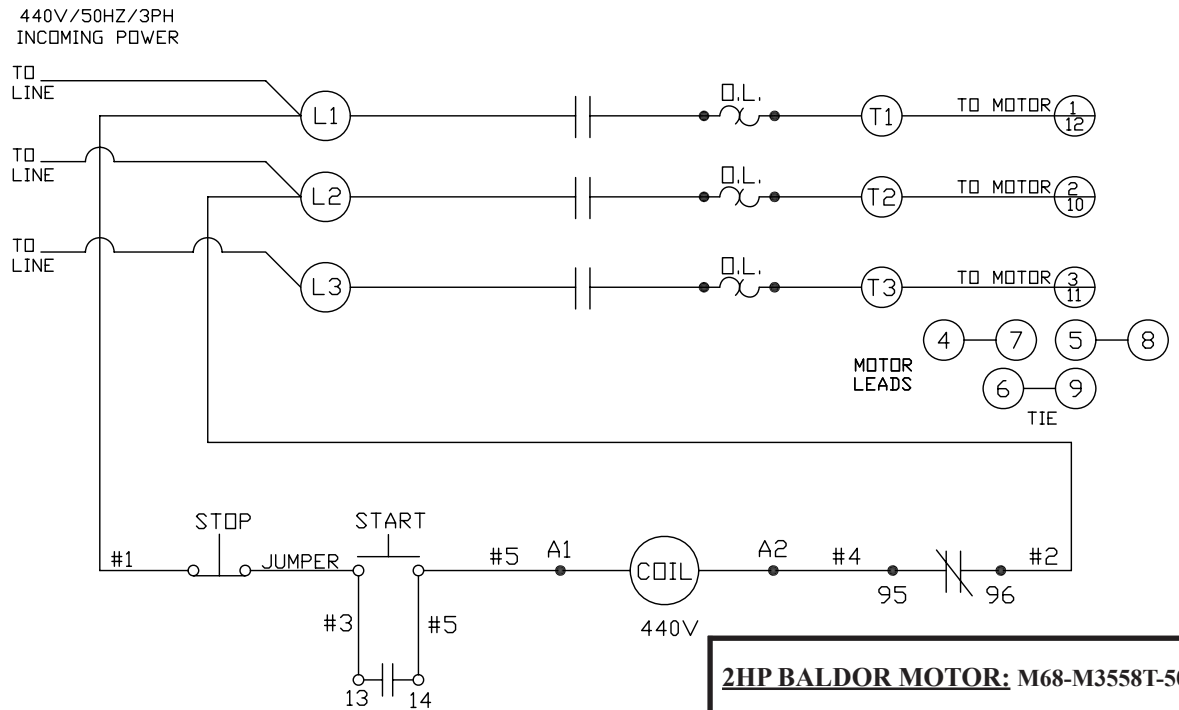 440V/50HZ/3PH
INCOMING POWER
TO
LINE
L1
O.L.
T1
TO MOTOR
1
12
TO
LINE
L2
O.L.
T2
TO MOTOR
2
10
TO
LINE
L3
O.L.
T3
TO MOTOR
3
11
4
7
5
8
MOTOR
LEADS
6
9
TIE
STOP
START
#1
JUMPER
#5
A1
COIL
A2
#4
#2
95
96
#3
#5
440V
13
14
2HP BALDOR MOTOR: M68-M3558T-50